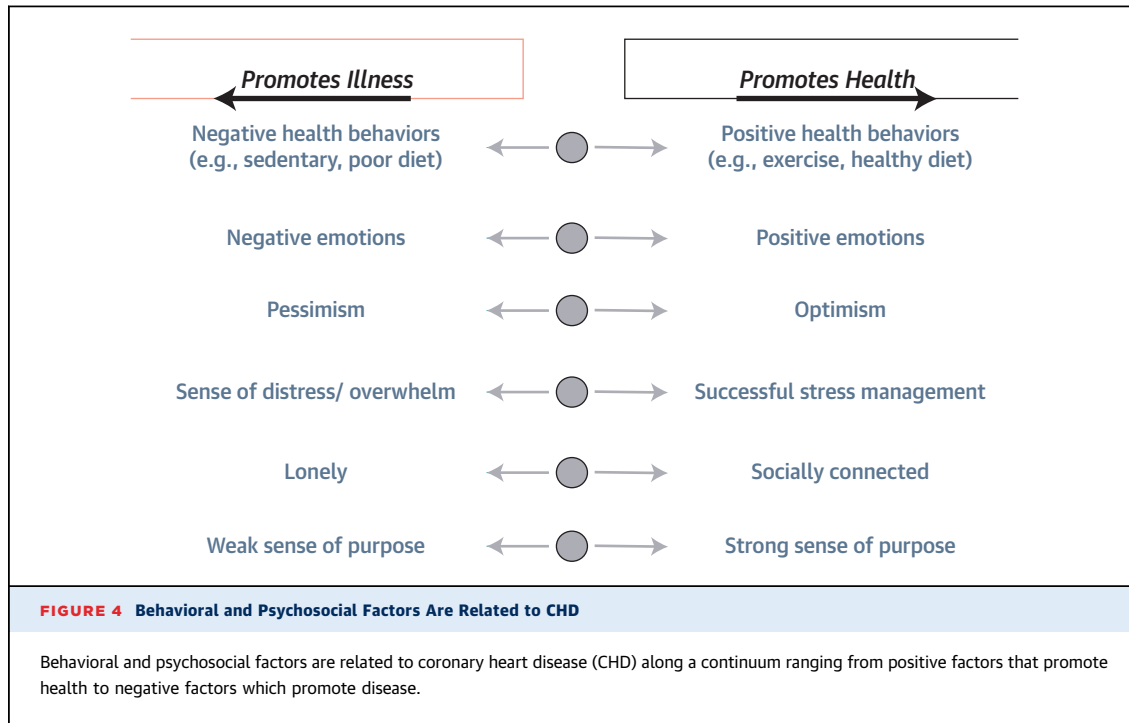 Promotes Illness
Promotes Health
Negative health behaviors
(e.g., sedentary, poor diet)
Positive health behaviors
(e.g., exercise, healthy diet)
Negative emotions
Positive emotions
Pessimism
Optimism
Sense of distress/ overwhelm
Successful stress management
Lonely
Socially connected
Weak sense of purpose
Strong sense of purpose
FIGURE 4 Behavioral and Psychosocial Factors Are Related to CHD
Behavioral and psychosocial factors are related to coronary heart disease (CHD) along a continuum ranging from positive factors that promote
health to negative factors which promote disease.